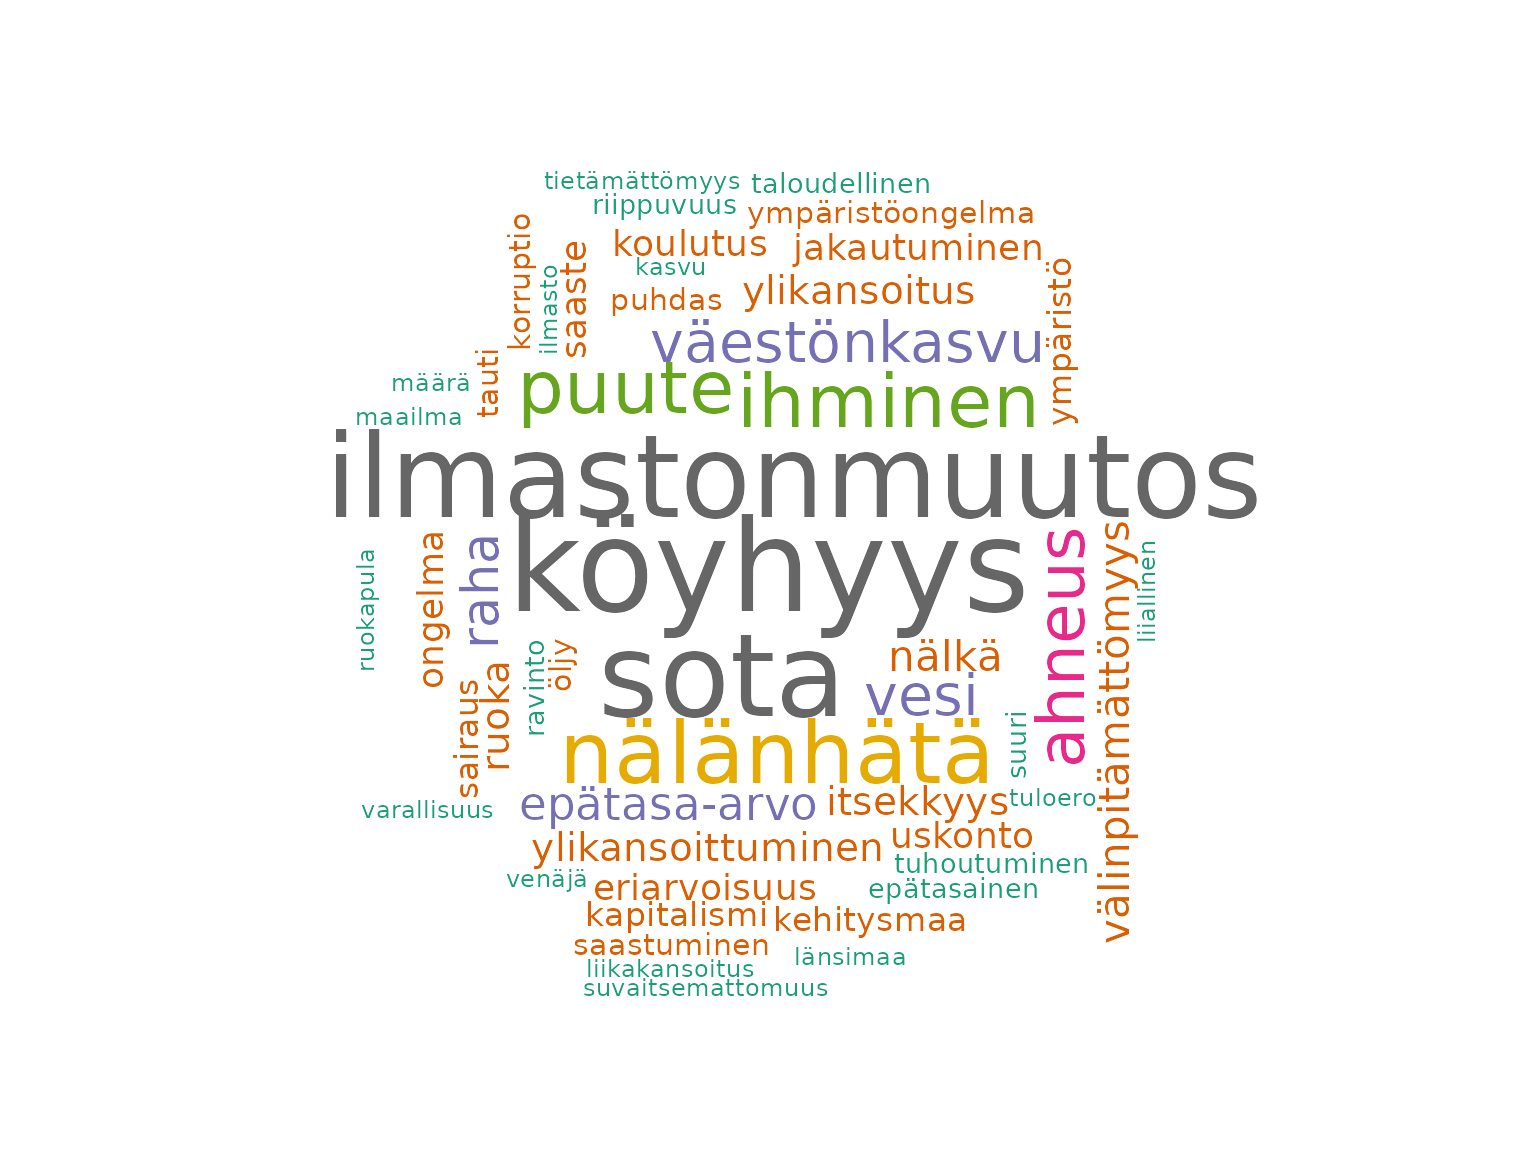 tietämättömyys
taloudellinen
riippuvuus
ympäristöongelma
korruptio
koulutus
jakautuminen
saaste
ilmasto
kasvu
ympäristö
puhdas
ylikansoitus
väestönkasvu
tauti
määrä
puute
ihminen
maailma
ilmastonmuutos
köyhyys
ruokapula
ongelma
raha
ahneus
välinpitämättömyys
liiallinen
sota
nälkä
ravinto
öljy
ruoka
sairaus
vesi
suuri
nälänhätä
varallisuus
epätasa-arvo
itsekkyys
tuloero
ylikansoittuminen
uskonto
tuhoutuminen
venäjä
eriarvoisuus
epätasainen
kapitalismi
kehitysmaa
saastuminen
länsimaa
liikakansoitus
suvaitsemattomuus